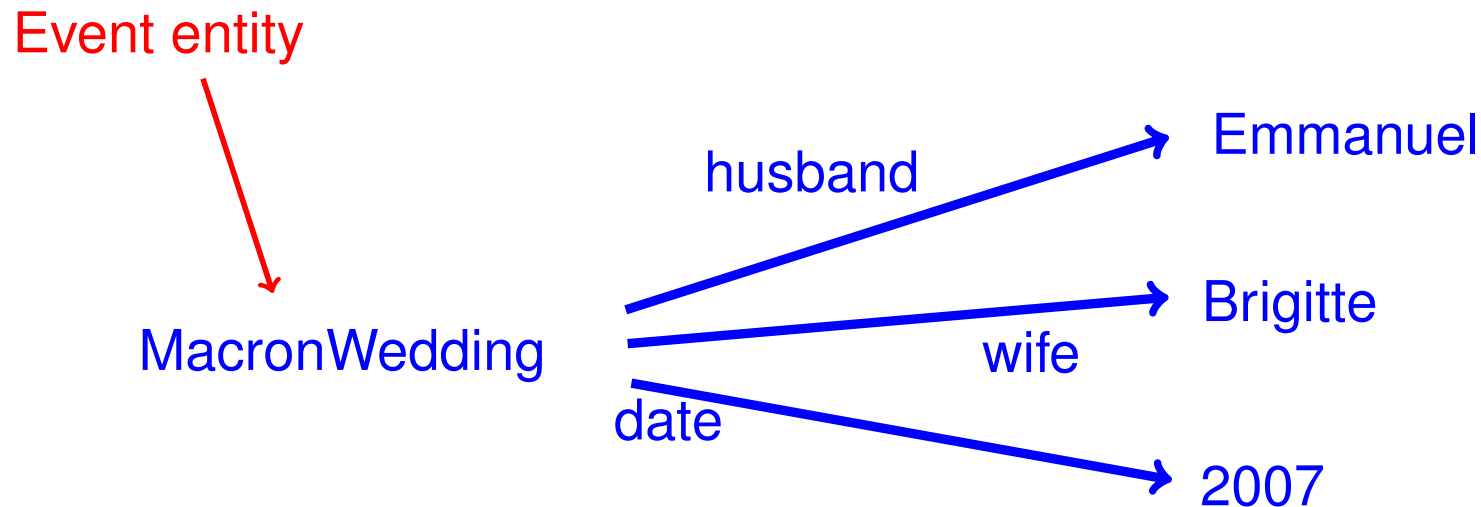 Event entity
Emmanuel
husband
Brigitte
MacronWedding
wife
date
2007